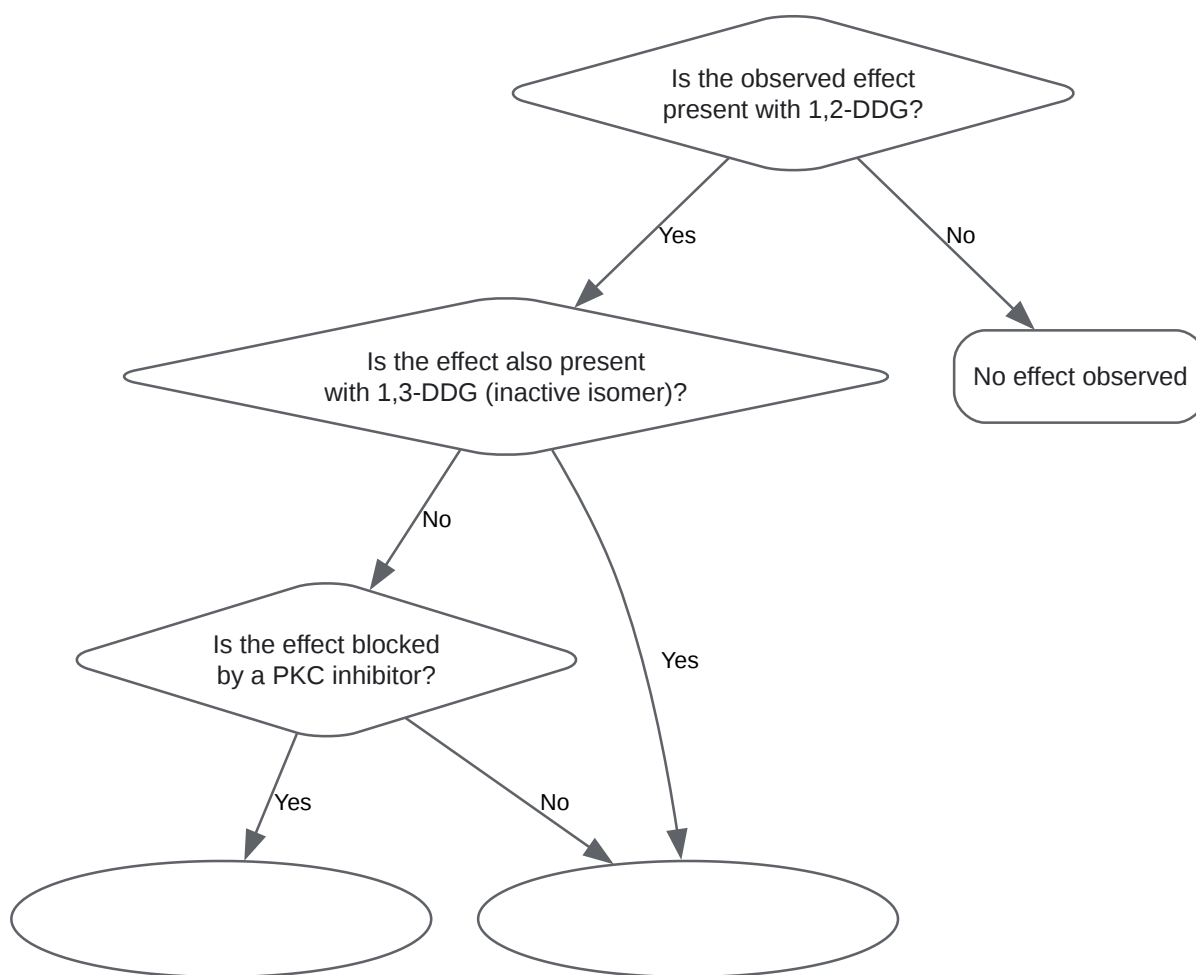 Is the observed effect
present with 1,2-DDG?
Yes
No
Is the effect also present
with 1,3-DDG (inactive isomer)?
No effect observed
No
Is the effect blocked
by a PKC inhibitor?
Yes
Yes
No